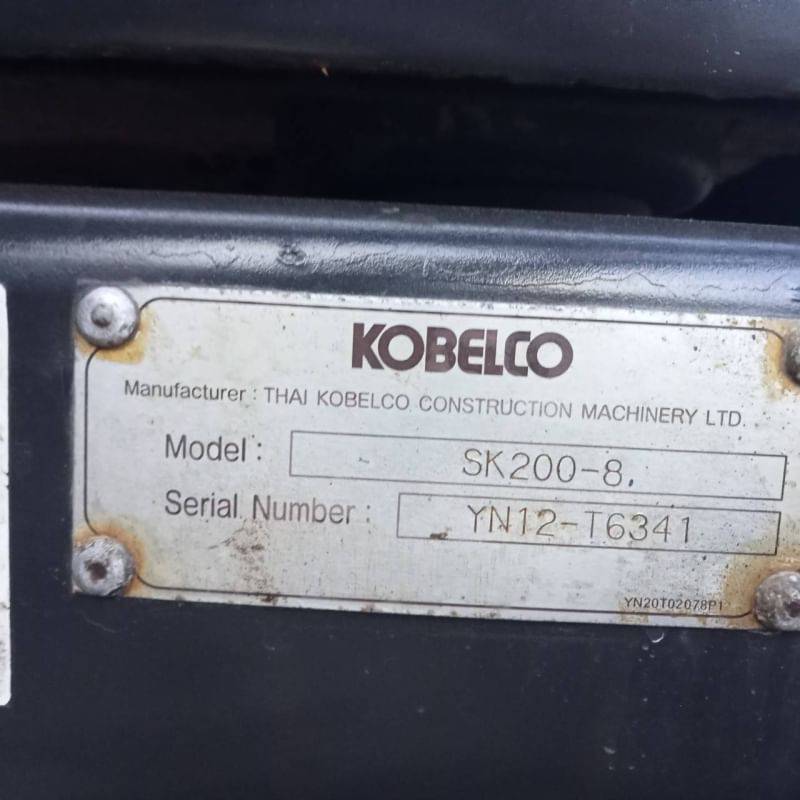 KOBELCO
Manufacturer : THAI KOBELCO CONSTRUCTION MACHINERY LTD.
Model : SK200-8.
Serial Number : YN12-T6341
YN20T02078P1